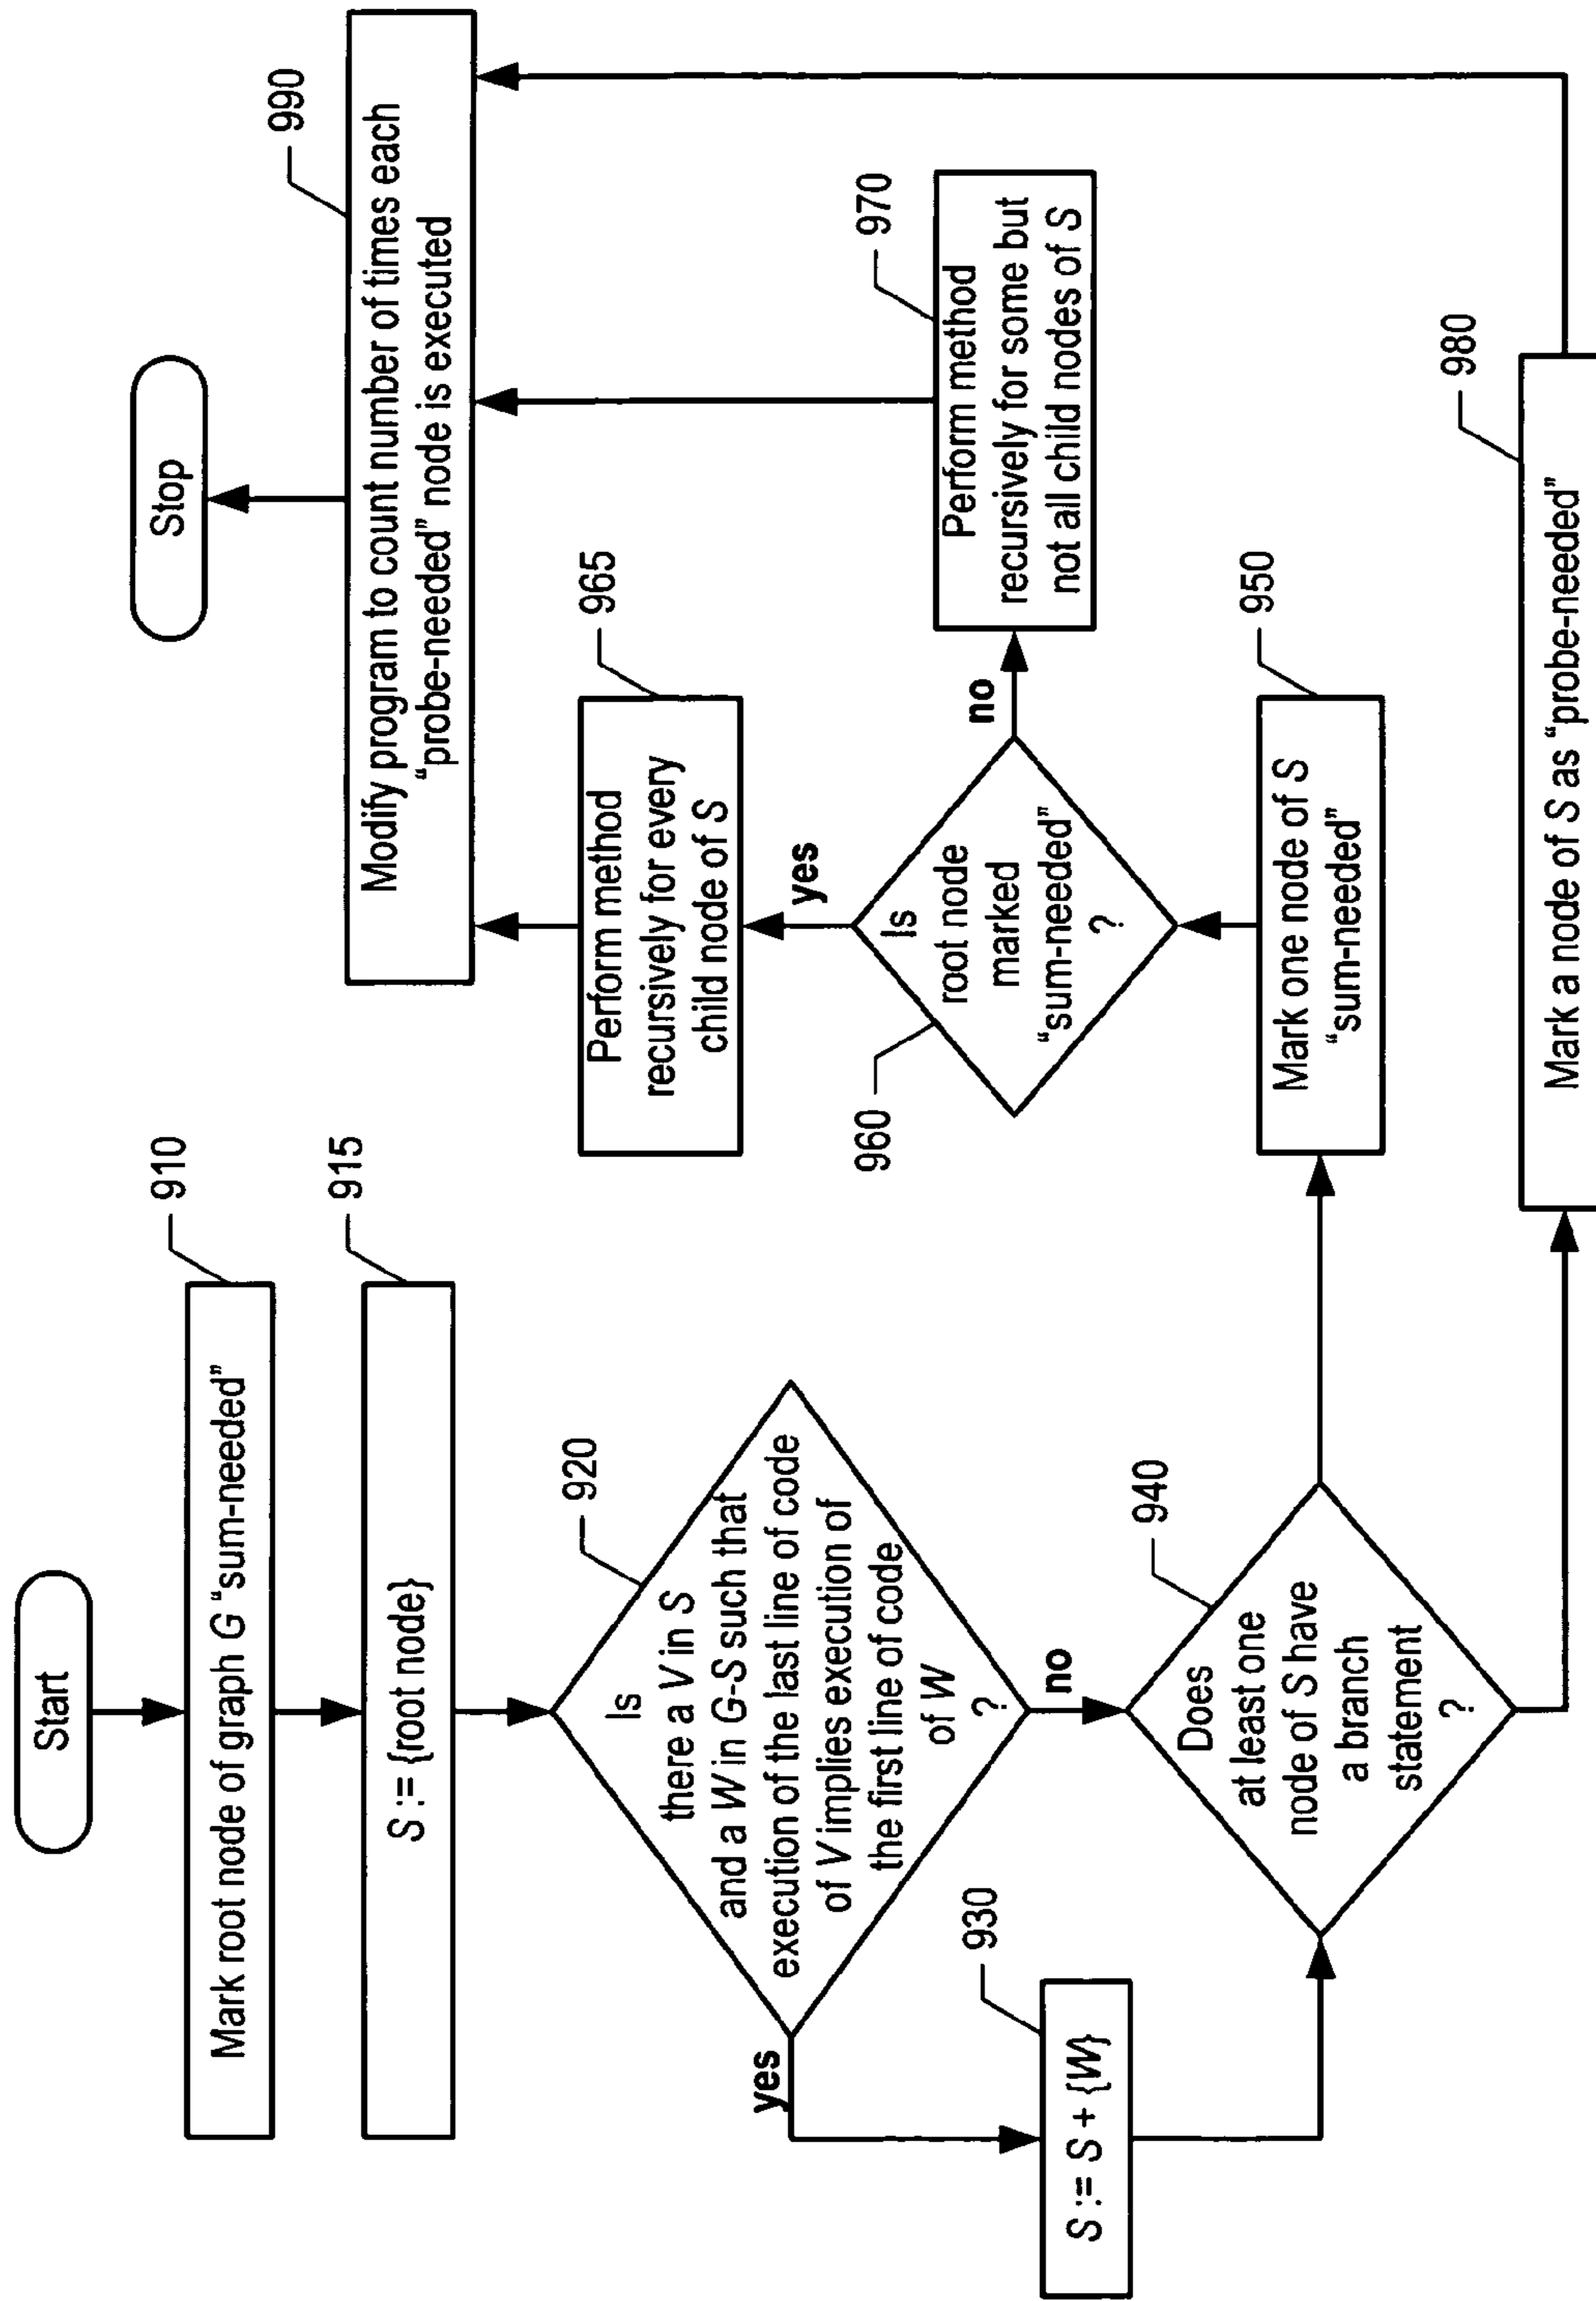 Start
910
Mark root node of graph G “sum-needed”
915
S := {root node}
920
Is
there a V in S
and a W in G-S such that
execution of the last line of code
of V implies execution of
the first line of code
of W
?
yes
no
930
S := S + {W}
940
Does
at least one
node of S have
a branch
statement
?
950
Mark one node of S
“sum-needed”
960
Is
root node
marked
“sum-needed”
?
yes
no
965
Perform method
recursively for every
child node of S
970
Perform method
recursively for some but
not all child nodes of S
980
Mark a node of S as “probe-needed”
990
Modify program to count number of times each
“probe-needed” node is executed
Stop